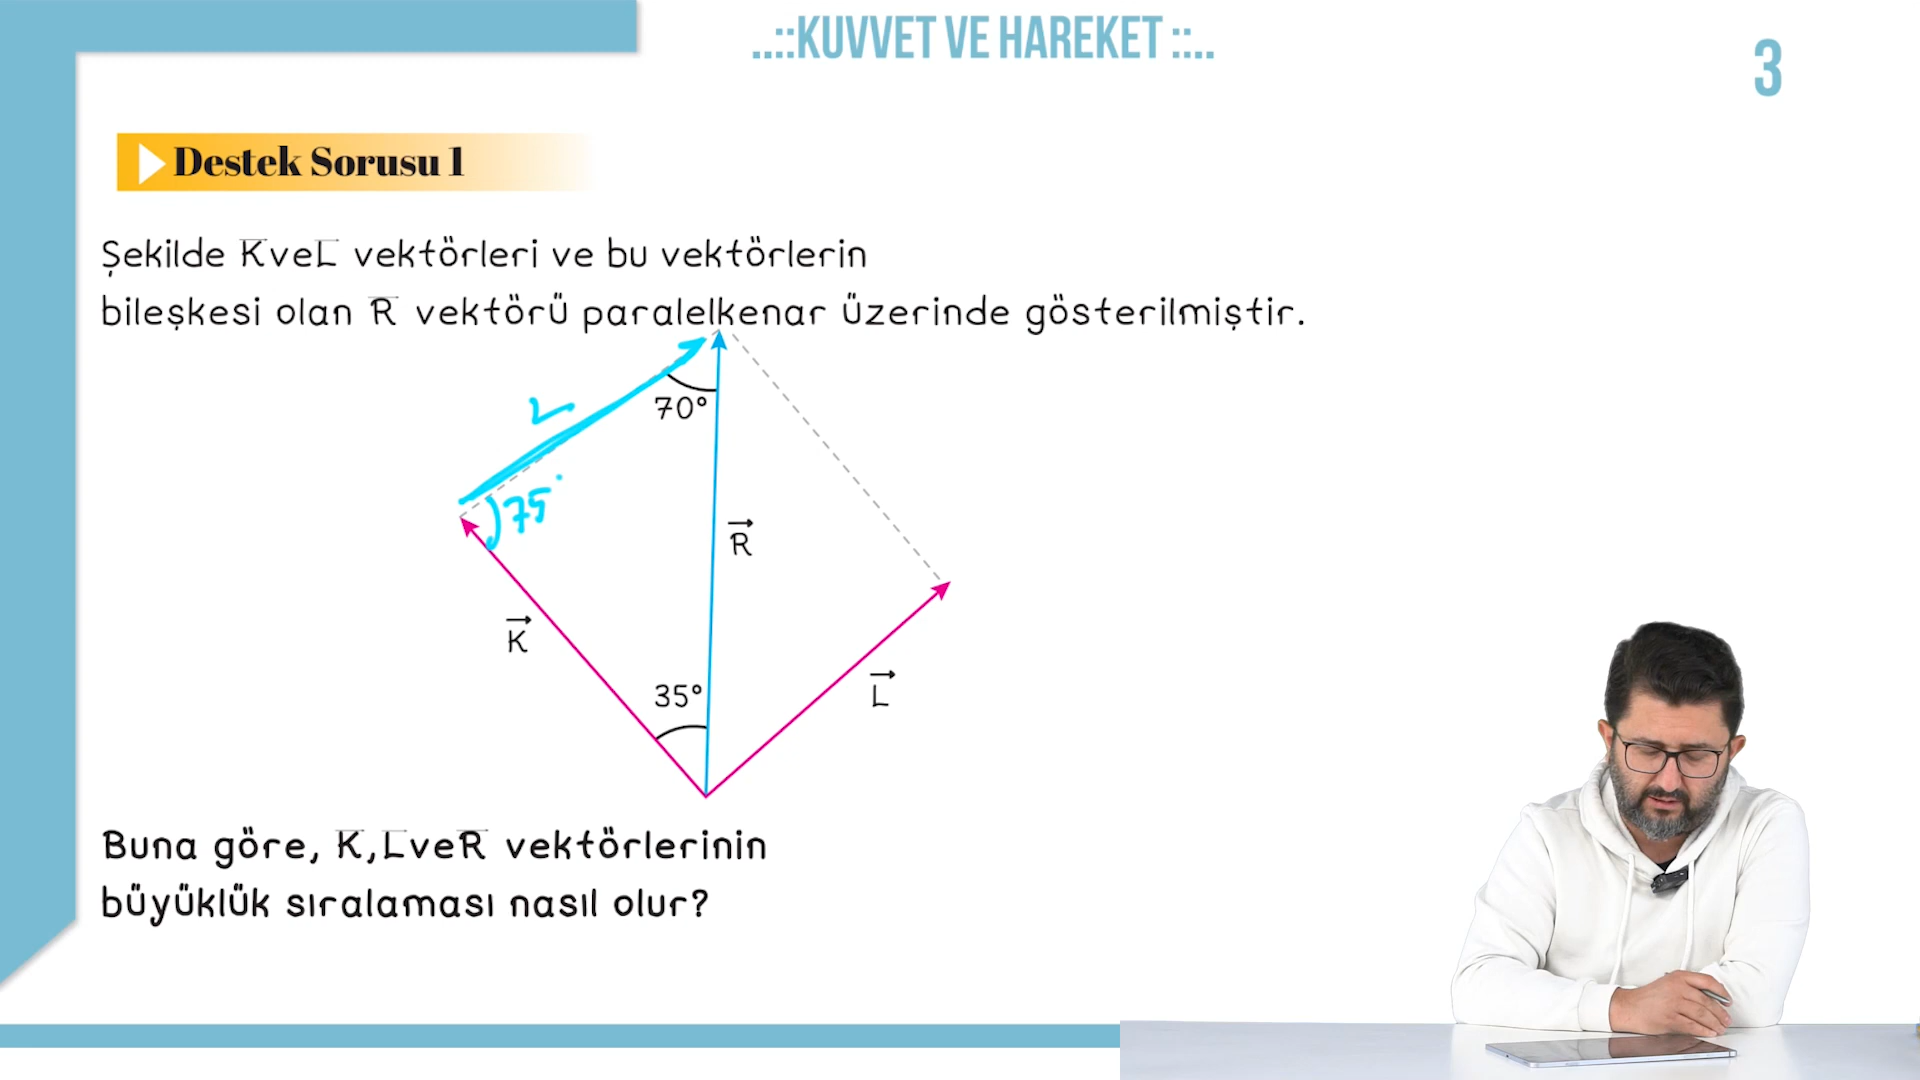 ..::KUVVET VE HAREKET ::..
3
Destek Sorusu 1
Şekilde K ve L vektörleri ve bu vektörlerin
bileşkesi olan R vektörü paralelkenar üzerinde gösterilmiştir.
70°
L
75°
R
K
35°
L
Buna göre, K, L ve R vektörlerinin
büyüklük sıralaması nasıl olur?